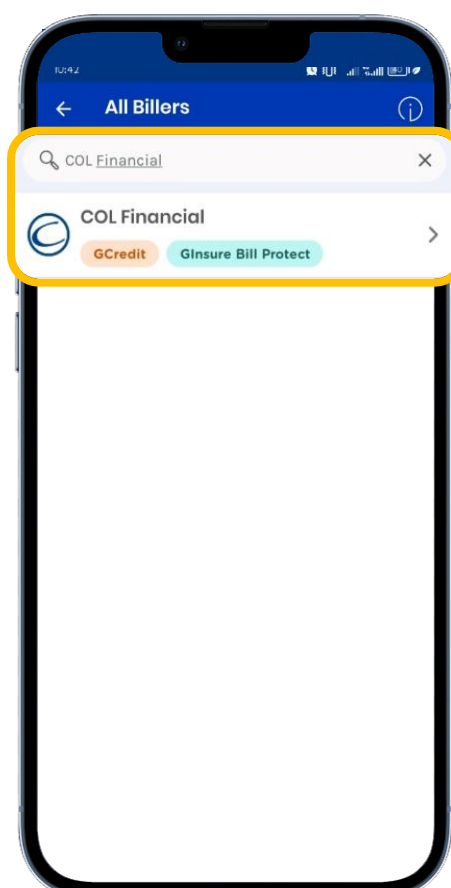 10:42
All Billers
COL Financial
COL Financial
GCredit GInsure Bill Protect